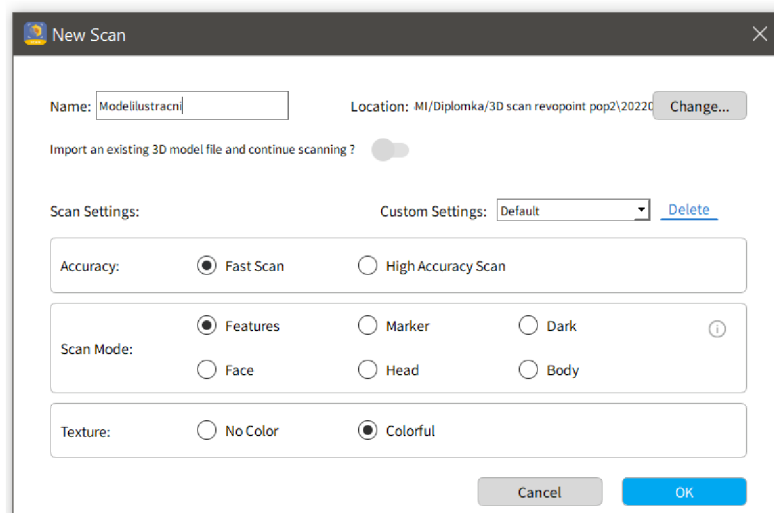 New Scan
Name: Modelilustracni Location: MI/Diplomka/3D scan revopoint pop2\20220 Change...
Import an existing 3D model file and continue scanning ?
Scan Settings: Custom Settings: Default Delete
Accuracy: Fast Scan High Accuracy Scan
Features Marker Dark
Scan Mode:
Face Head Body
Texture: No Color Colorful
Cancel OK